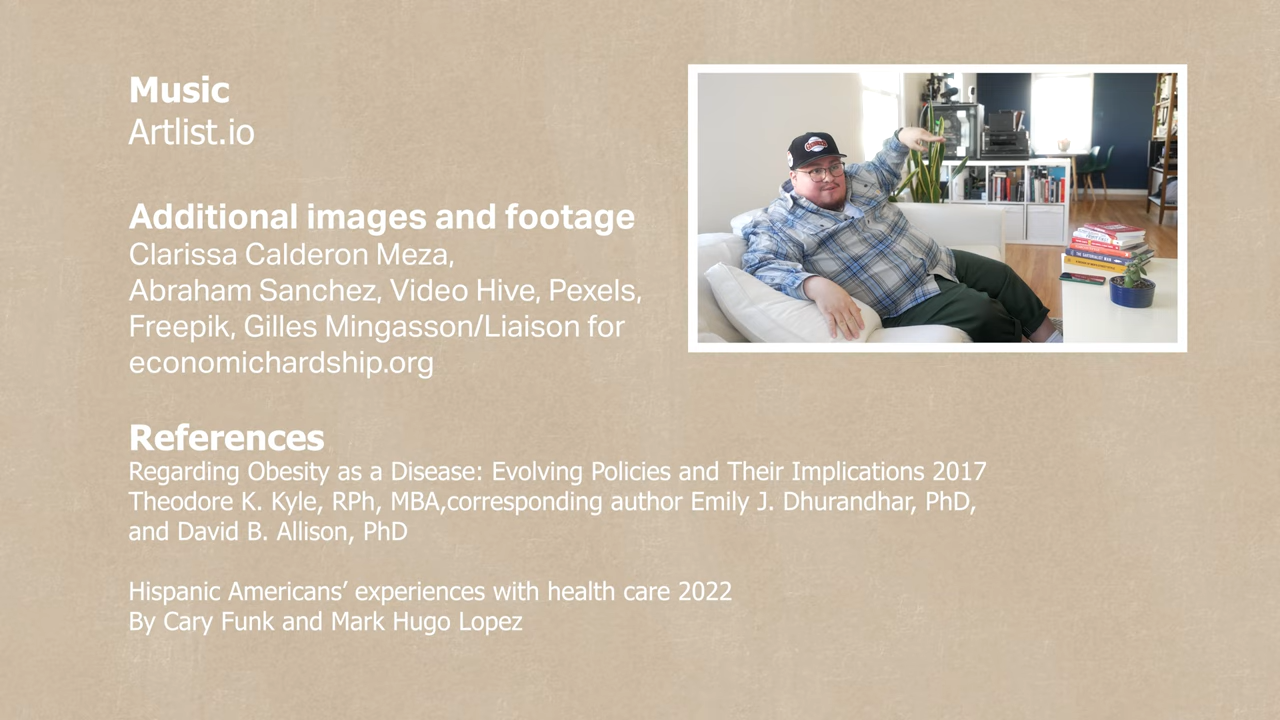 Music
Artlist.io
Additional images and footage
Clarissa Calderon Meza,
Abraham Sanchez, Video Hive, Pexels,
Freepik, Gilles Mingasson/Liaison for
economichardship.org
References
Regarding Obesity as a Disease: Evolving Policies and Their Implications 2017
Theodore K. Kyle, RPh, MBA,corresponding author Emily J. Dhurandhar, PhD,
and David B. Allison, PhD
Hispanic Americans’ experiences with health care 2022
By Cary Funk and Mark Hugo Lopez